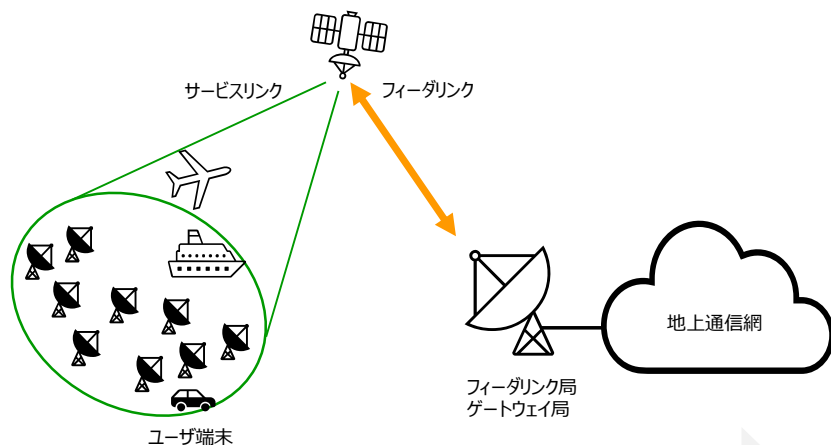 サービスリンク
フィーダリンク
地上通信網
フィーダリンク局
ゲートウェイ局
ユーザ端末